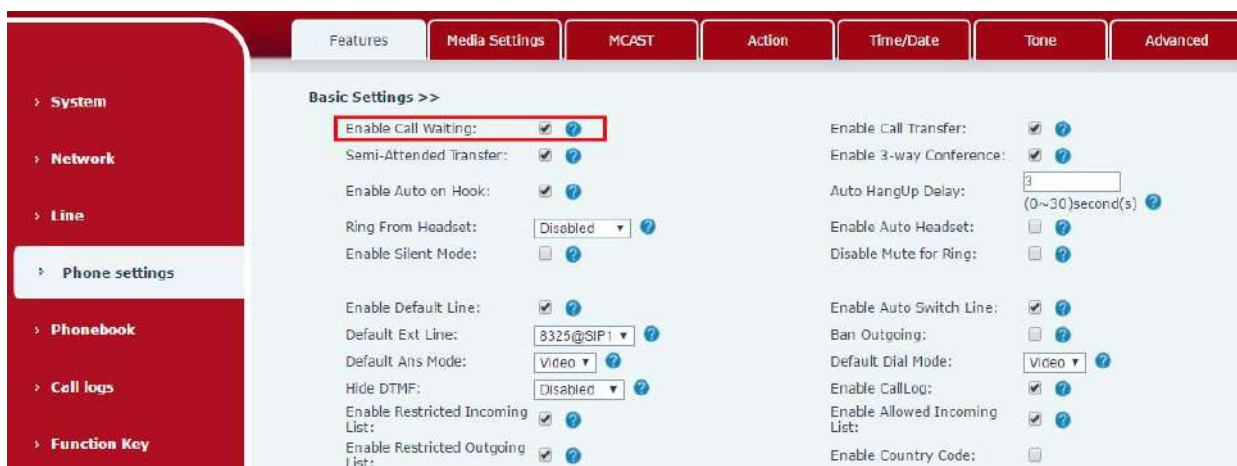 Features Media Settings MCAST Action Time/Date Tone Advanced
› System
› Network
› Line
› Phone settings
› Phonebook
› Call logs
› Function Key
Basic Settings >>
Enable Call Waiting: Enable Call Transfer:
Semi-Attended Transfer: Enable 3-way Conference:
Enable Auto on Hook: Auto HangUp Delay: 3
(0~30)second(s)
Ring From Headset: Disabled Enable Auto Headset:
Enable Silent Mode: Disable Mute for Ring:
Enable Default Line: Enable Auto Switch Line:
Default Ext Line: 8325@SIP1 Ban Outgoing:
Default Ans Mode: Video Default Dial Mode: Video
Hide DTMF: Disabled Enable CallLog:
Enable Restricted Incoming List: Enable Allowed Incoming List:
Enable Restricted Outgoing List: Enable Country Code: